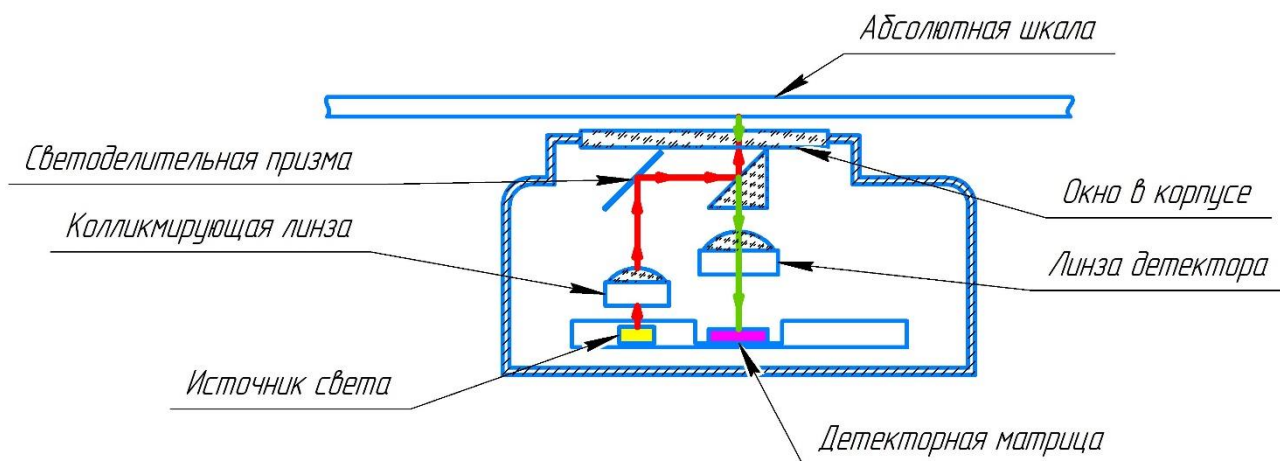 Абсолютная шкала
Светоделительная призма
Окно в корпусе
Колликмирующая линза
Линза детектора
Источник света
Детекторная матрица